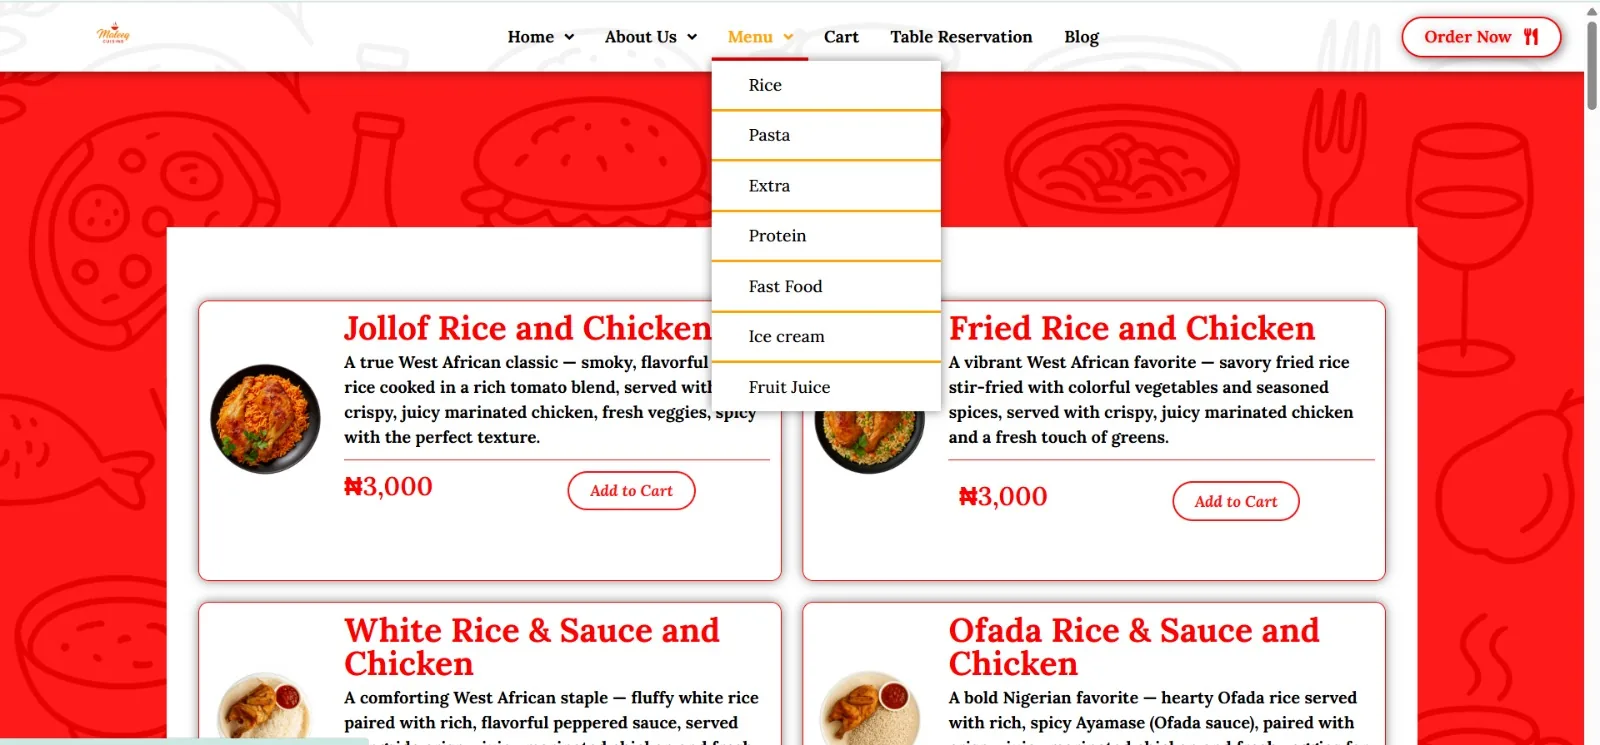 Maleeq
CUISINE
Home About Us Menu Cart Table Reservation Blog
Order Now
Rice
Pasta
Extra
Protein
Fast Food
Ice cream
Fruit Juice
Jollof Rice and Chicken
A true West African classic — smoky, flavorful
rice cooked in a rich tomato blend, served with
crispy, juicy marinated chicken, fresh veggies, spicy
with the perfect texture.
₦3,000
Add to Cart
Fried Rice and Chicken
A vibrant West African favorite — savory fried rice
stir-fried with colorful vegetables and seasoned
spices, served with crispy, juicy marinated chicken
and a fresh touch of greens.
₦3,000
Add to Cart
White Rice & Sauce and
Chicken
A comforting West African staple — fluffy white rice
paired with rich, flavorful peppered sauce, served
Ofada Rice & Sauce and
Chicken
A bold Nigerian favorite — hearty Ofada rice served
with rich, spicy Ayamase (Ofada sauce), paired with